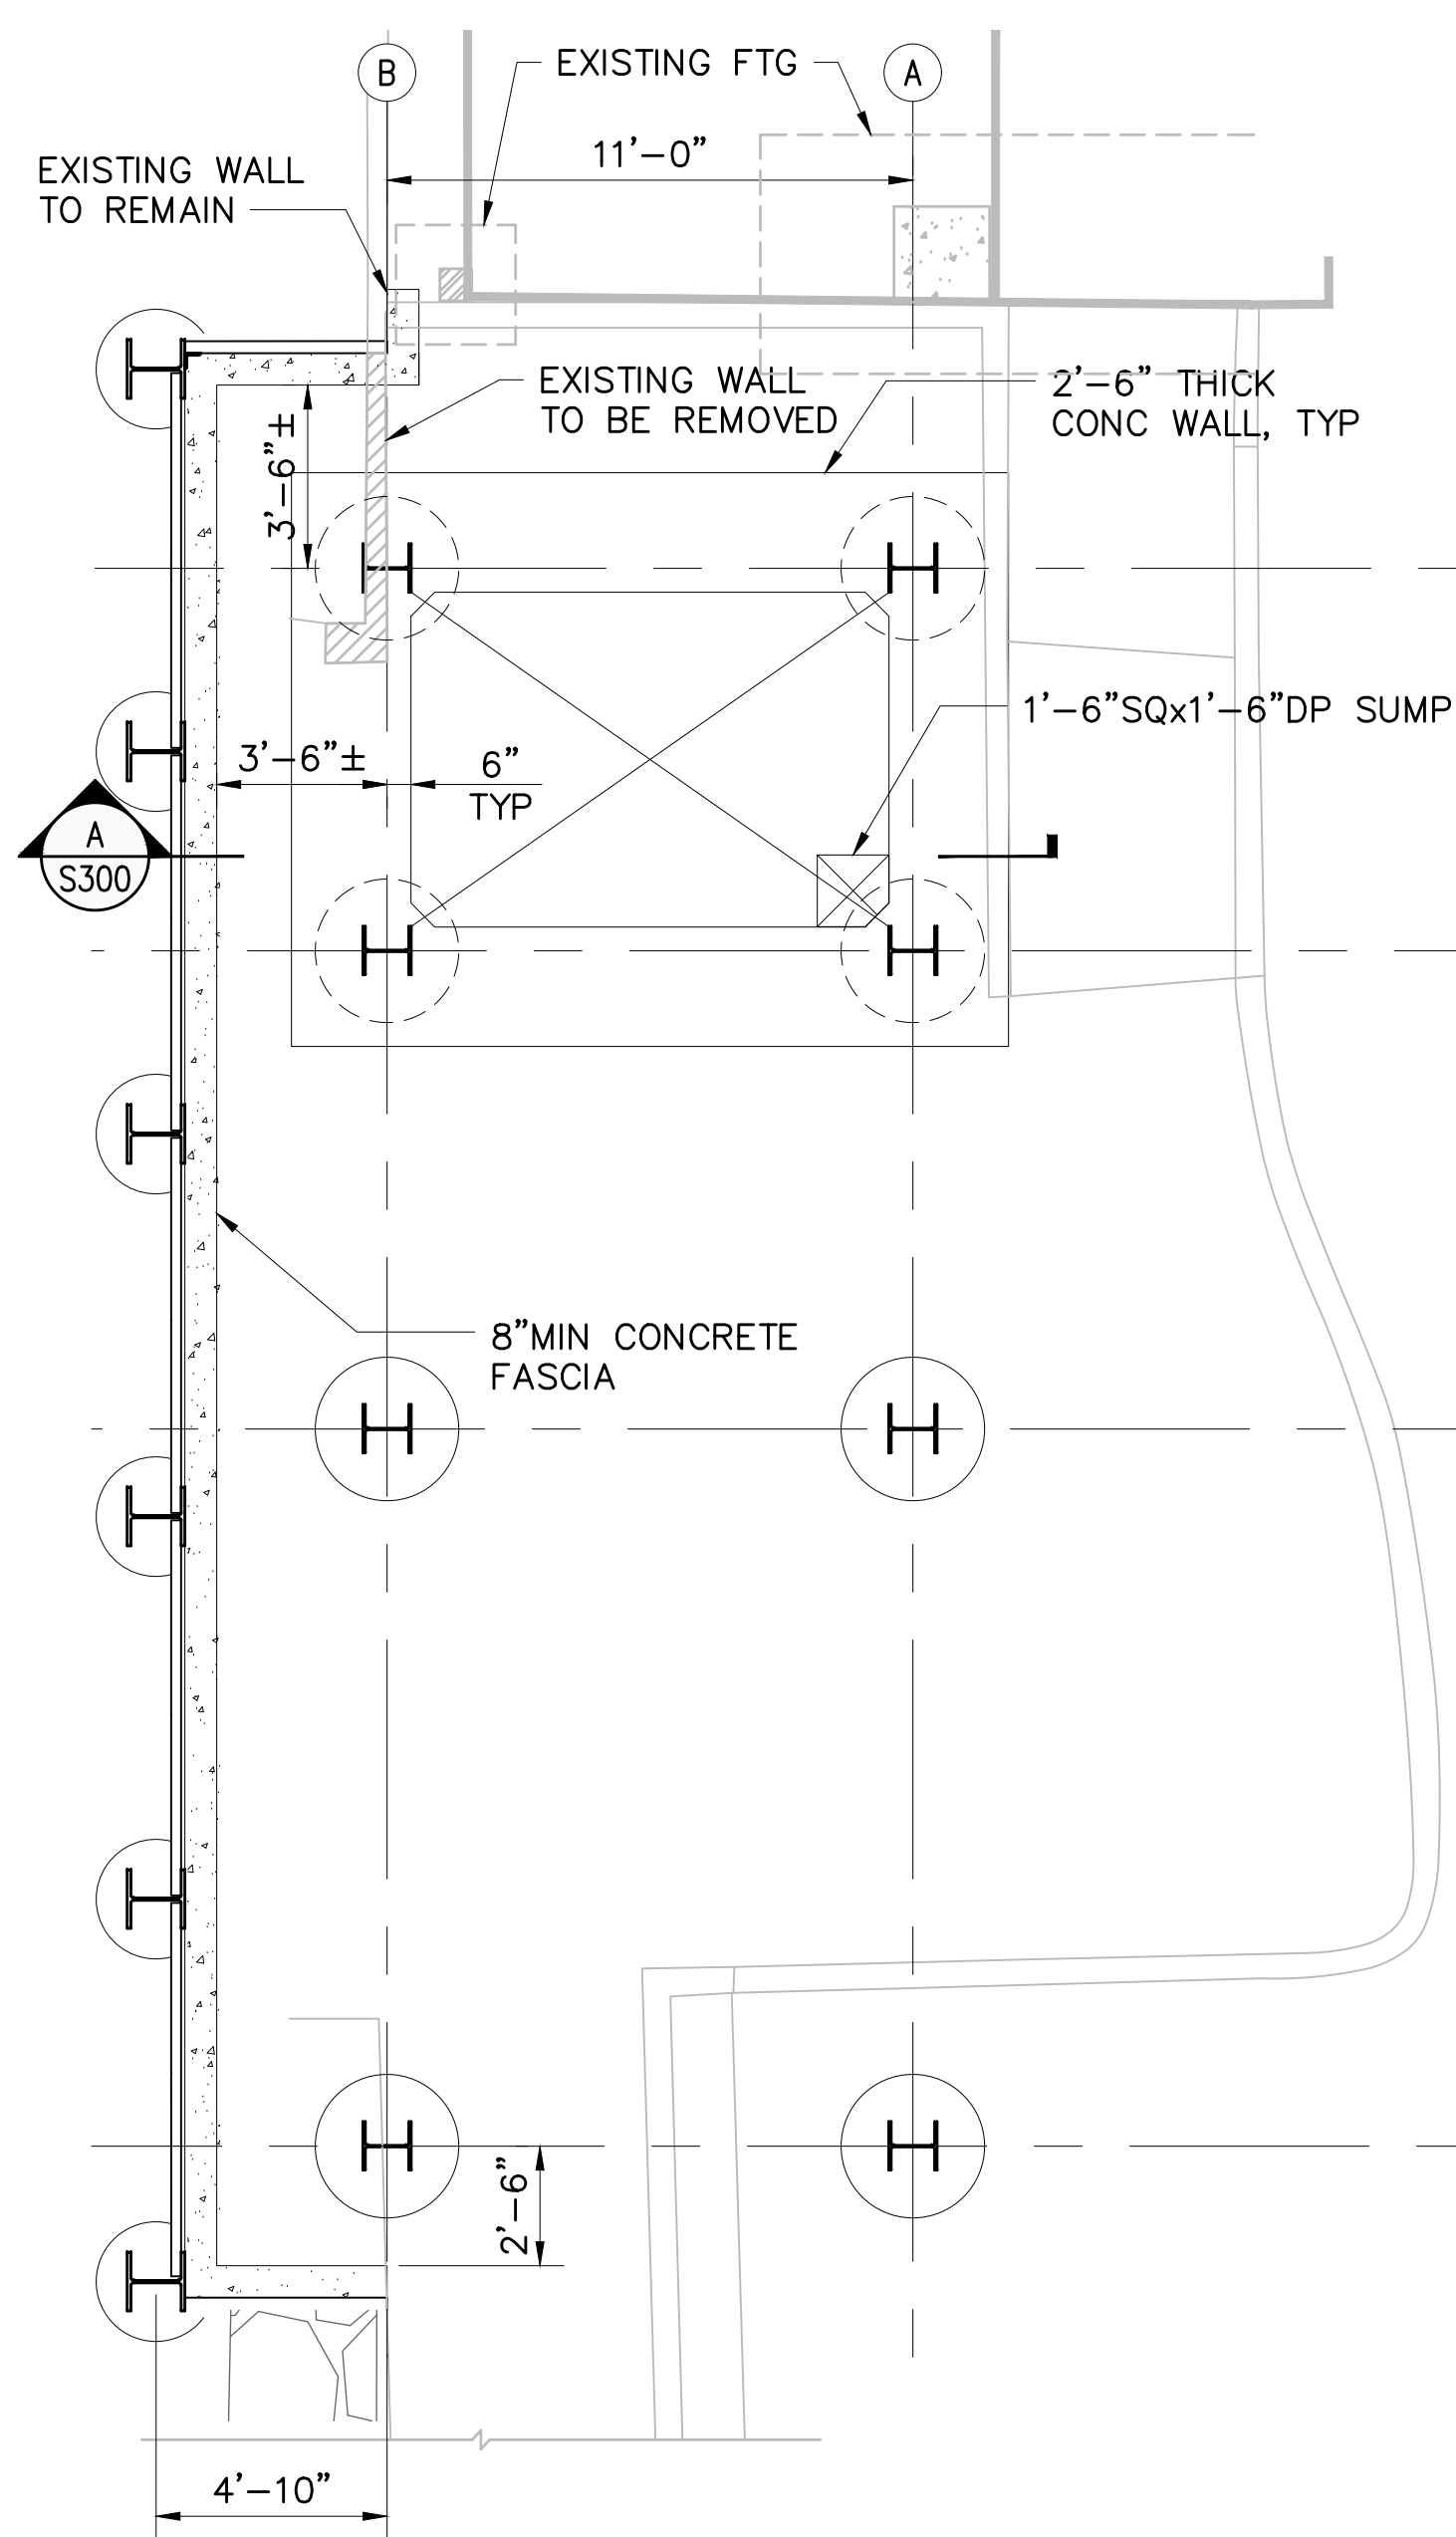 B
EXISTING FTG
A
11’-0”
EXISTING WALL
TO REMAIN
EXISTING WALL
TO BE REMOVED
2’-6” THICK
CONC WALL, TYP
3’-6”±
1’-6”SQx1’-6”DP SUMP
3’-6”±
6”
TYP
A
S300
8”MIN CONCRETE
FASCIA
2’-6”
4’-10”